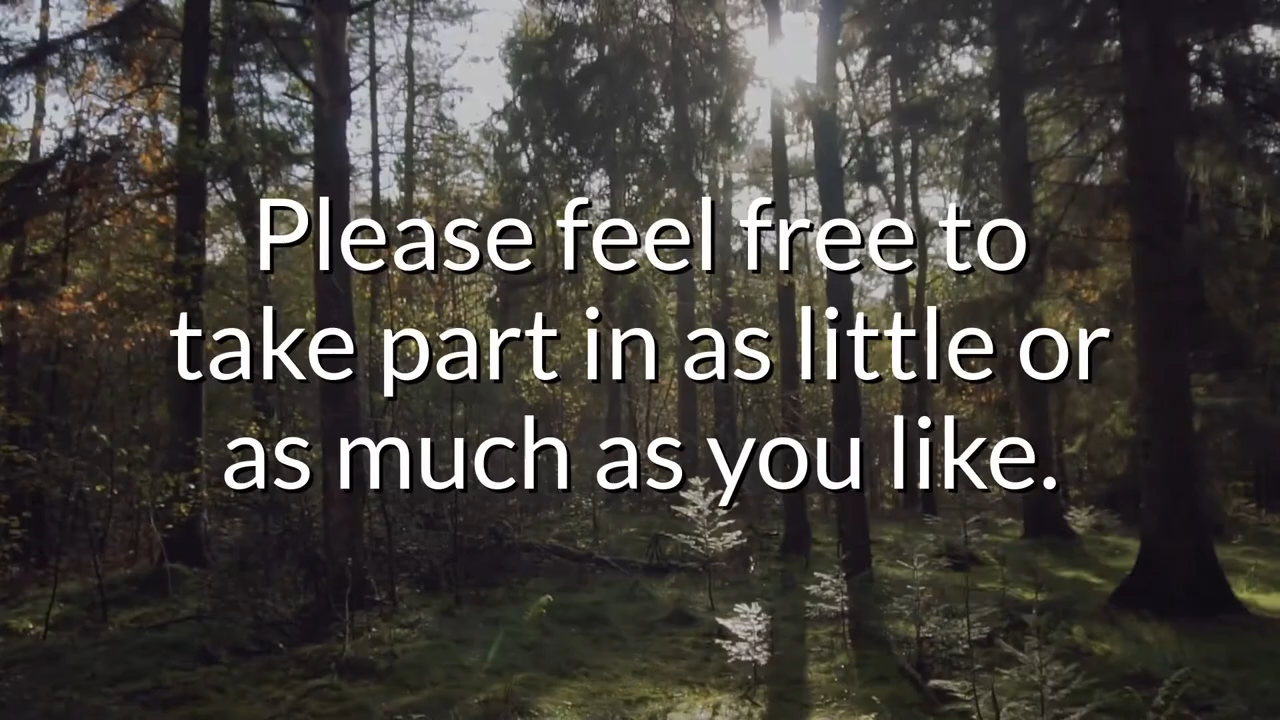 Please feel free to
take part in as little or
as much as you like.